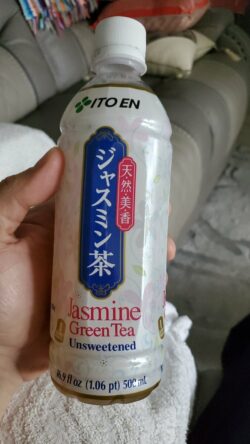 ITO EN
天然・美香
ジャスミン茶
Jasmine
Green Tea
Unsweetened
16.9 fl oz (1.06 pt) 500 mL